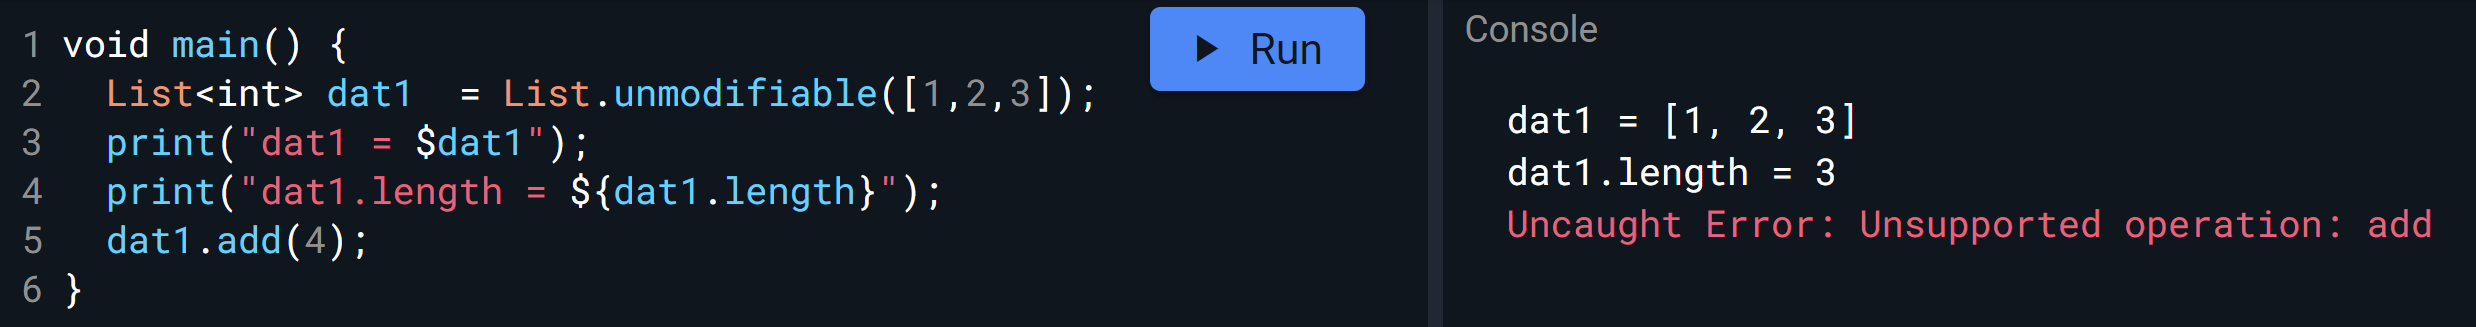 1 void main() {
2   List<int> dat1  = List.unmodifiable([1,2,3]);
3   print("dat1 = $dat1");
4   print("dat1.length = ${dat1.length}");
5   dat1.add(4);
6 }
Run
Console
dat1 = [1, 2, 3]
dat1.length = 3
Uncaught Error: Unsupported operation: add